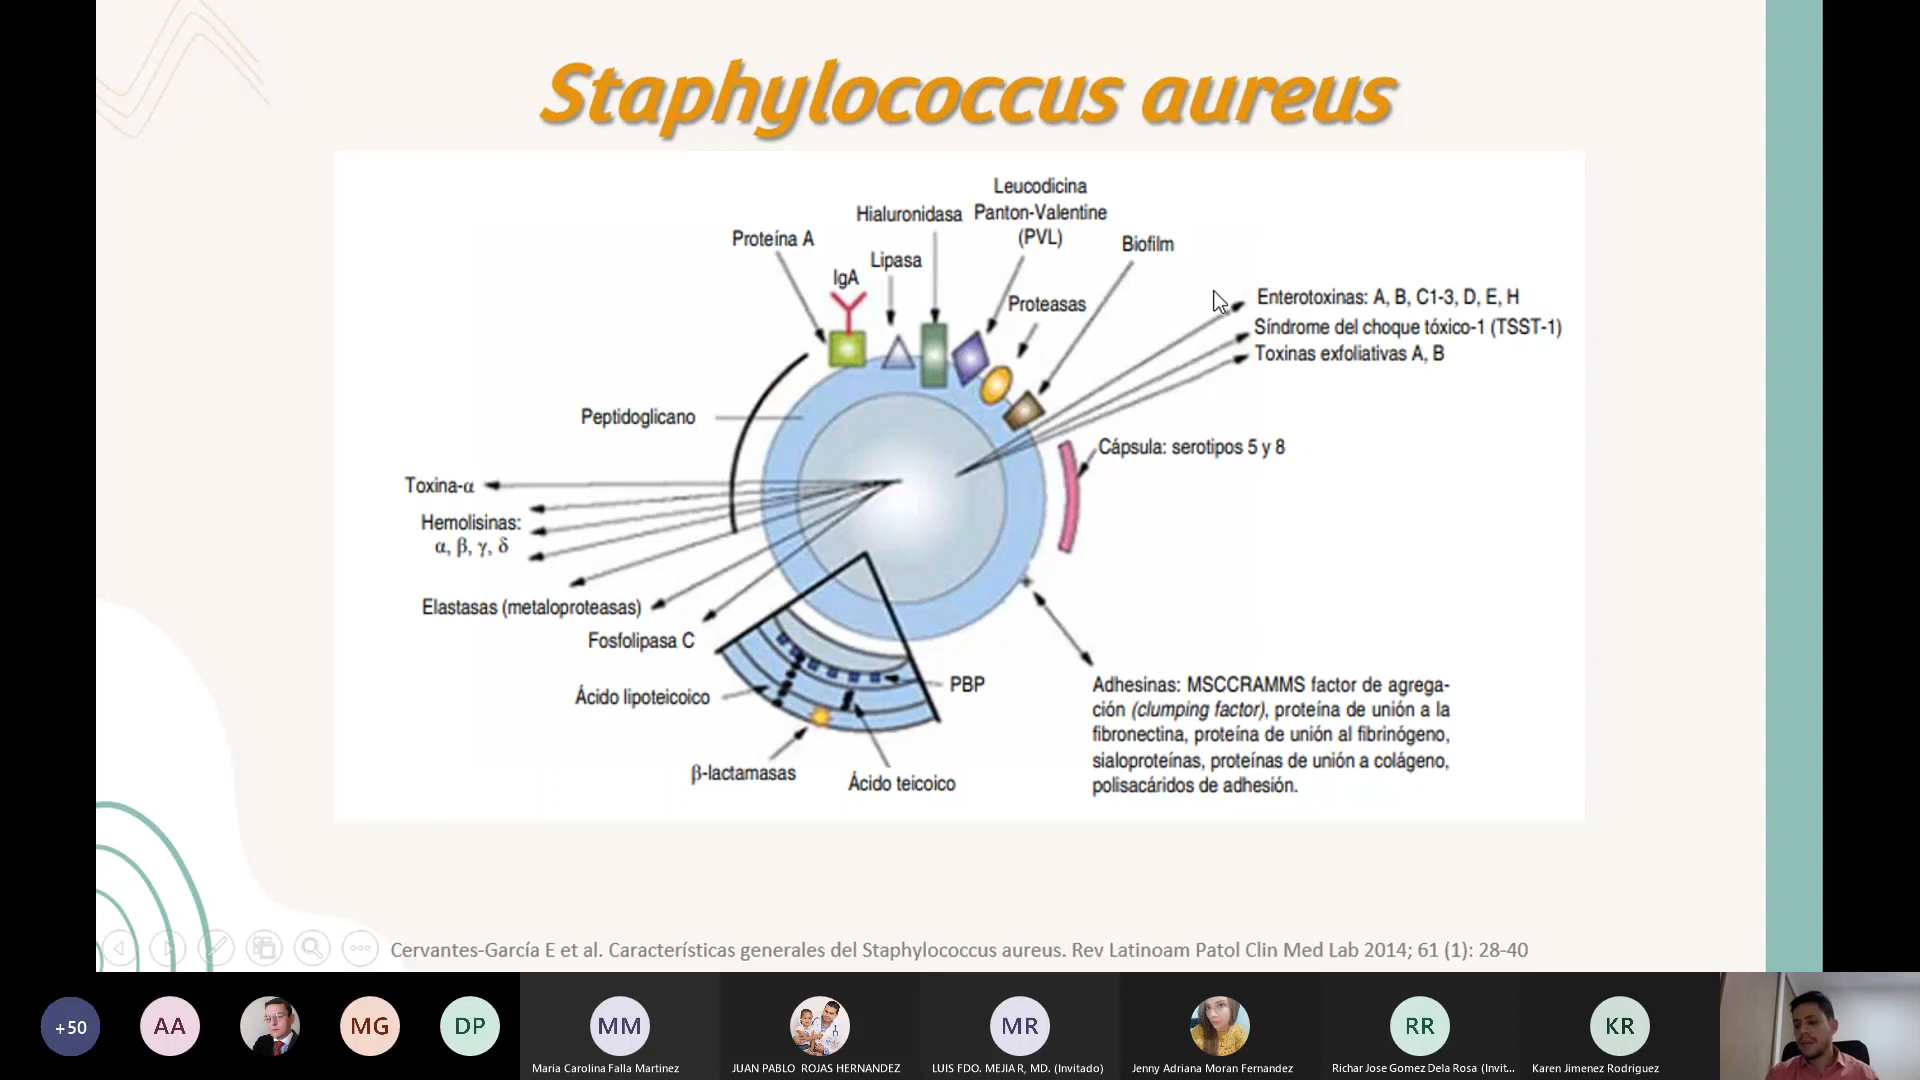 Staphylococcus aureus
Leucodicina
Panton-Valentine
(PVL)
Hialuronidasa
Proteína A
Biofilm
Lipasa
IgA
Proteasas
Enterotoxinas: A, B, C1-3, D, E, H
Síndrome del choque tóxico-1 (TSST-1)
Toxinas exfoliativas A, B
Peptidoglicano
Cápsula: serotipos 5 y 8
Toxina-α
Hemolisinas:
α, β, γ, δ
Elastasas (metaloproteasas)
Fosfolipasa C
Ácido lipoteicoico
PBP
β-lactamasas
Ácido teicoico
Adhesinas: MSCCRAMMS factor de agrega-
ción (clumping factor), proteína de unión a la
fibronectina, proteína de unión al fibrinógeno,
sialoproteínas, proteínas de unión a colágeno,
polisacáridos de adhesión.
Cervantes-García E et al. Características generales del Staphylococcus aureus. Rev Latinoam Patol Clin Med Lab 2014; 61 (1): 28-40
+50
AA
MG
DP
MM
MR
RR
KR
Maria Carolina Falla Martinez
JUAN PABLO ROJAS HERNANDEZ
LUIS FDO. MEJIA R, MD. (Invitado)
Jenny Adriana Moran Fernandez
Richar Jose Gomez Dela Rosa (Invit...
Karen Jimenez Rodriguez